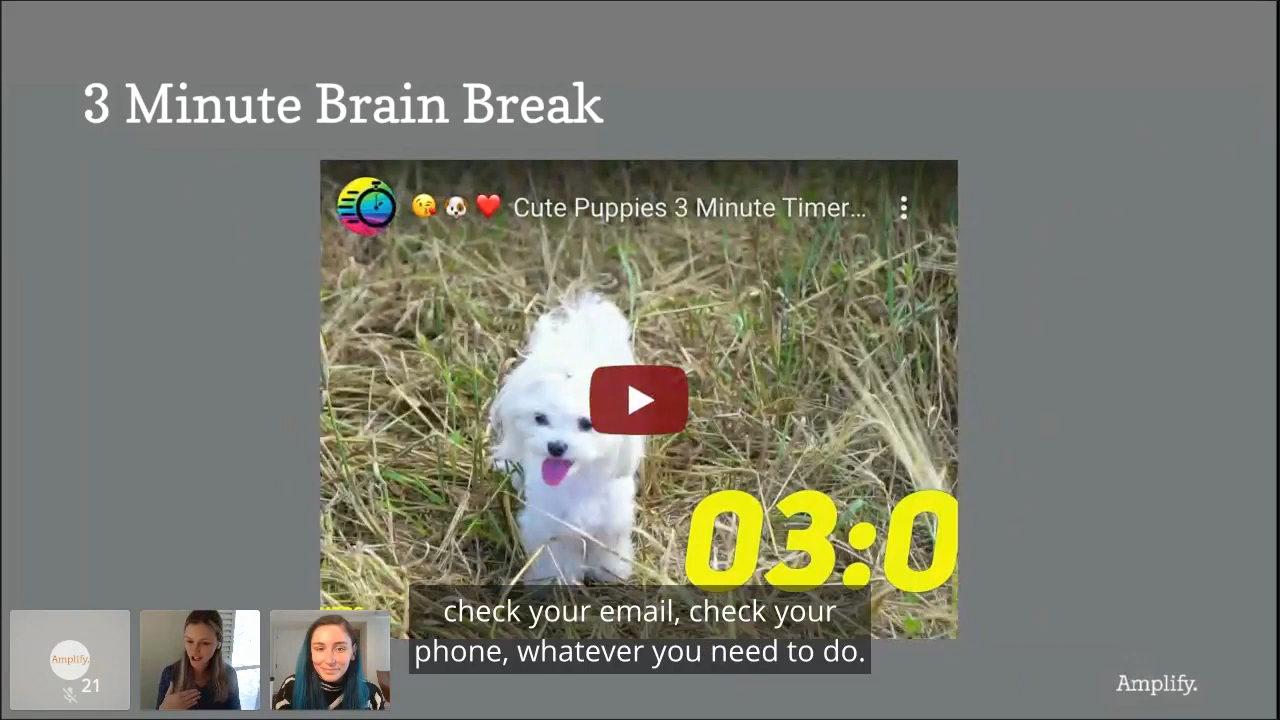 3 Minute Brain Break
😘 🐶 ❤️ Cute Puppies 3 Minute Timer...
03:0
check your email, check your
phone, whatever you need to do.
Amplify.
21
Amplify.